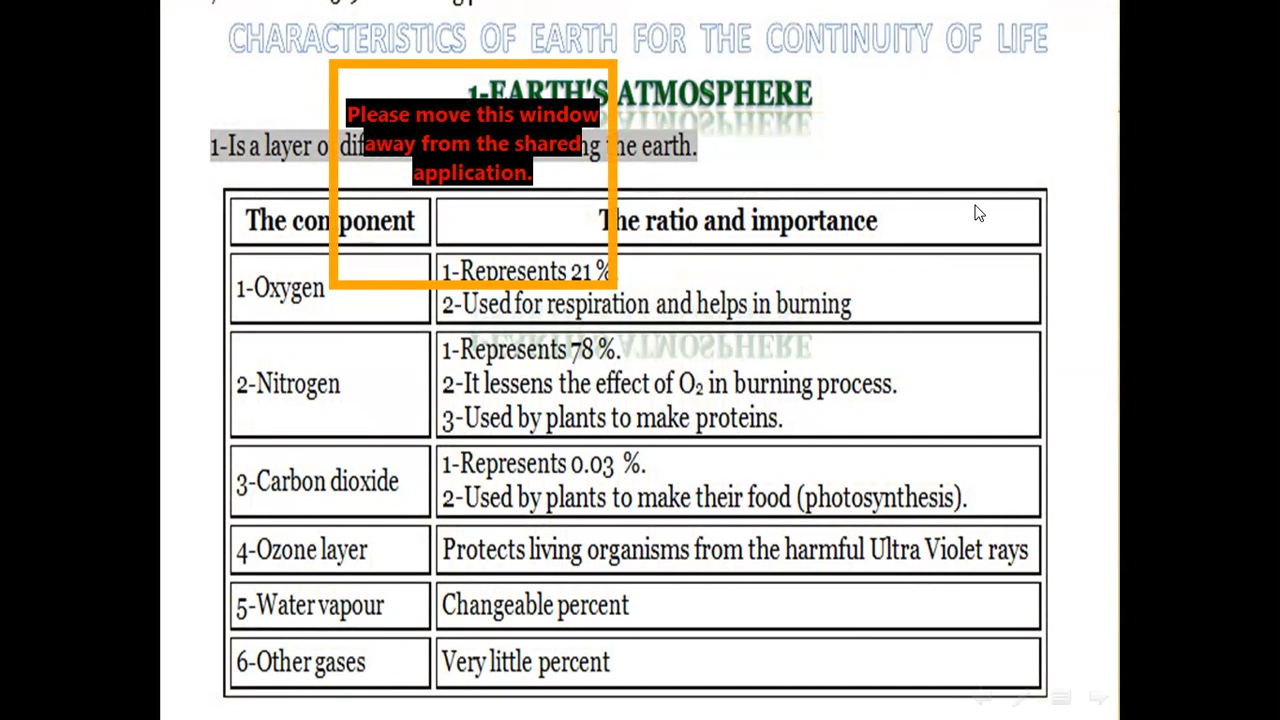 CHARACTERISTICS OF EARTH FOR THE CONTINUITY OF LIFE
1-EARTH'S ATMOSPHERE
Please move this window
away from the shared
application.
1-Is a layer the earth.
The component The ratio and importance
1-Oxygen
1-Represents 21 %.
2-Used for respiration and helps in burning
2-Nitrogen
1-Represents 78 %.
2-It lessens the effect of O₂ in burning process.
3-Used by plants to make proteins.
3-Carbon dioxide
1-Represents 0.03 %.
2-Used by plants to make their food (photosynthesis).
4-Ozone layer Protects living organisms from the harmful Ultra Violet rays
5-Water vapour Changeable percent
6-Other gases Very little percent